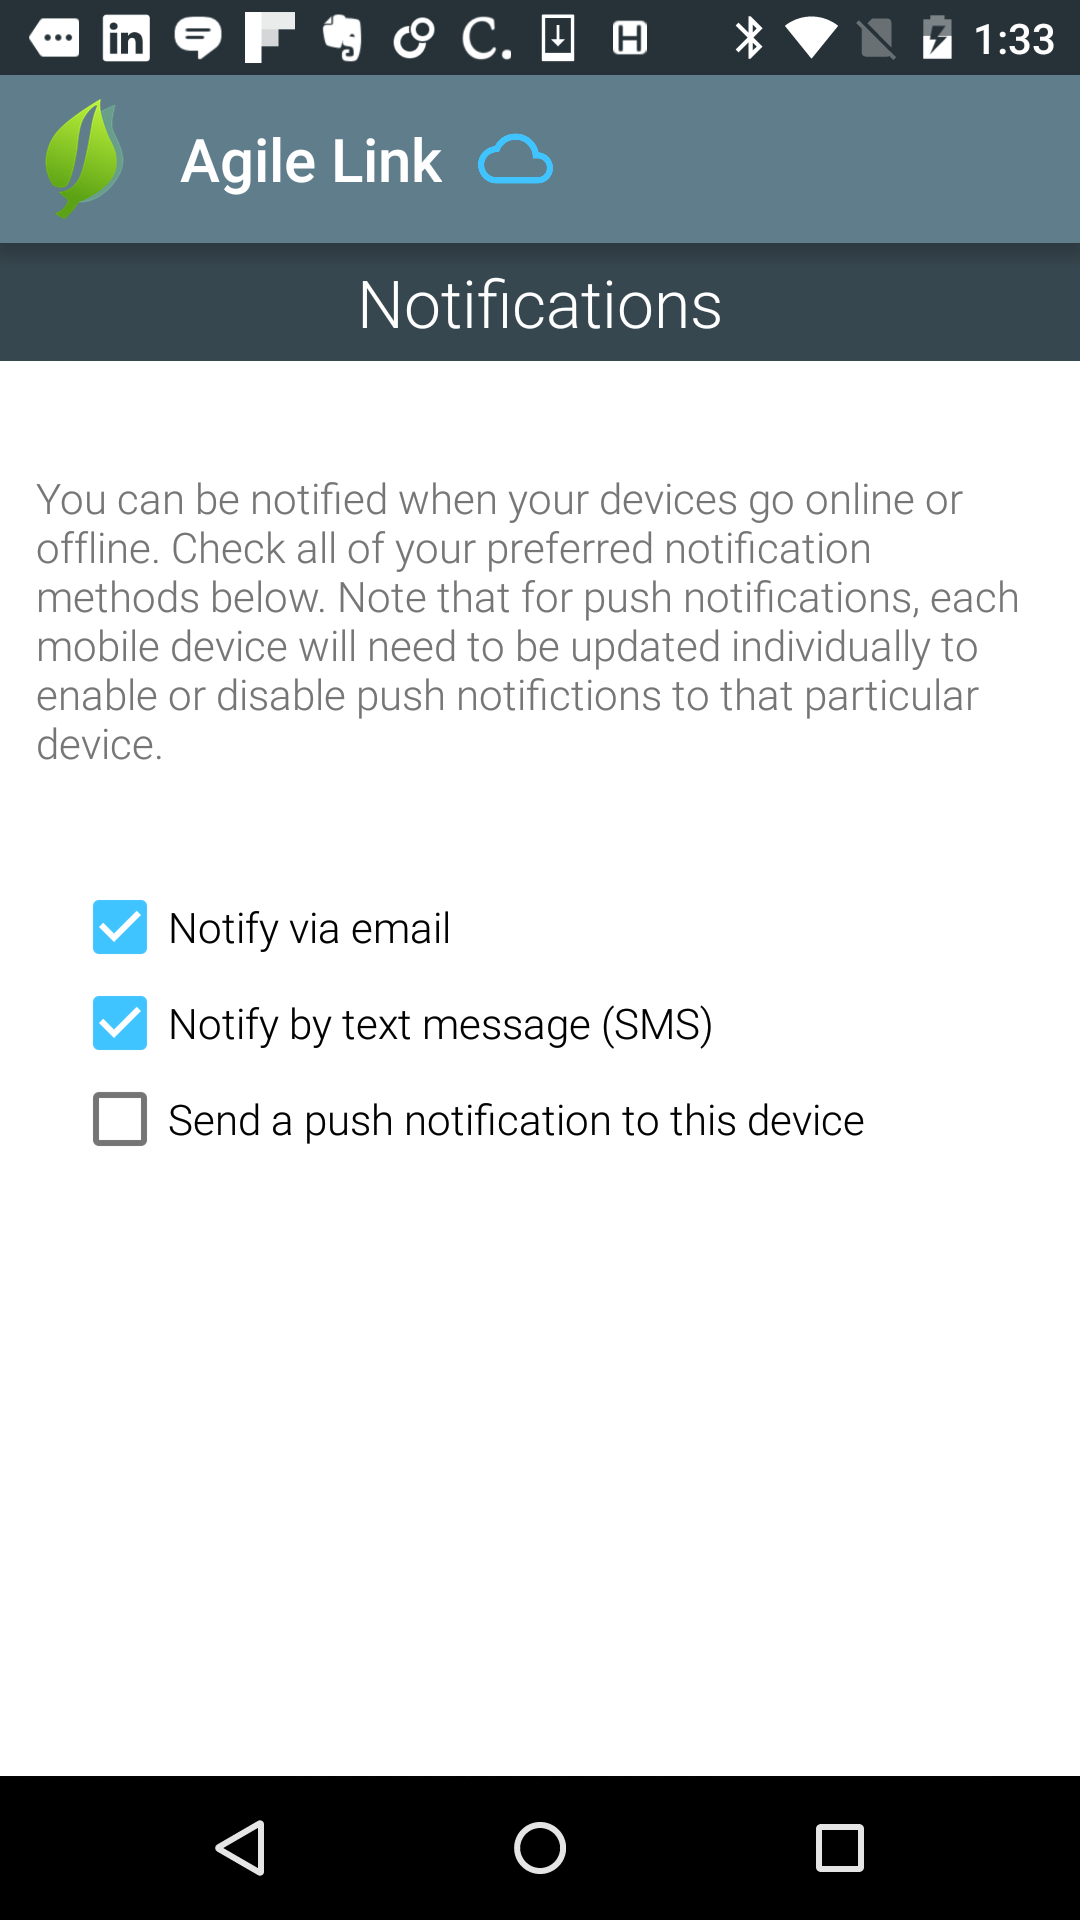 1:33
Agile Link
Notifications
You can be notified when your devices go online or
offline. Check all of your preferred notification
methods below. Note that for push notifications, each
mobile device will need to be updated individually to
enable or disable push notifictions to that particular
device.
Notify via email
Notify by text message (SMS)
Send a push notification to this device